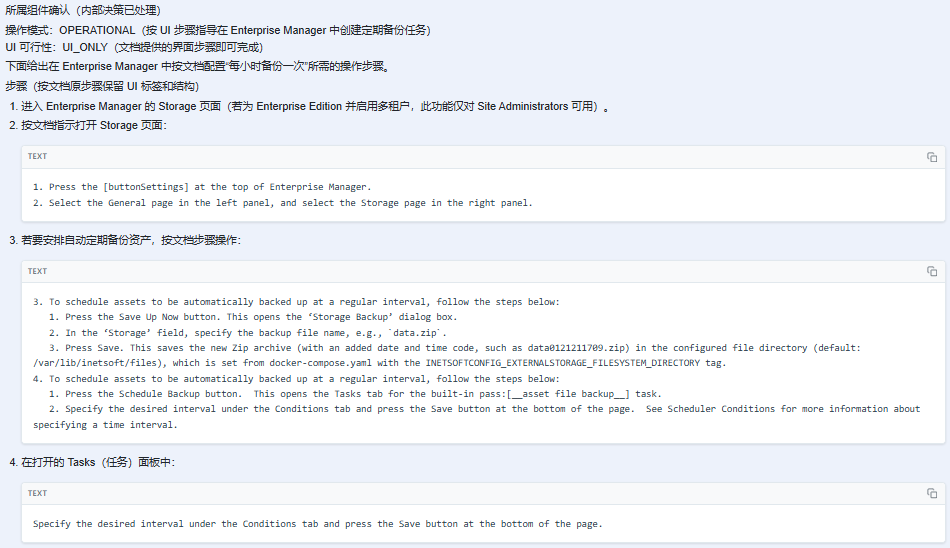 所属组件确认（内部决策已处理）
操作模式：OPERATIONAL（按 UI 步骤指导在 Enterprise Manager 中创建定期备份任务）
UI 可行性：UI_ONLY（文档提供的界面步骤即可完成）
下面给出在 Enterprise Manager 中按文档配置“每小时备份一次”所需的操作步骤。
步骤（按文档原步骤保留 UI 标签和结构）
1. 进入 Enterprise Manager 的 Storage 页面（若为 Enterprise Edition 并启用多租户，此功能仅对 Site Administrators 可用）。
2. 按文档指示打开 Storage 页面：
TEXT
1. Press the [buttonSettings] at the top of Enterprise Manager.
2. Select the General page in the left panel, and select the Storage page in the right panel.
3. 若要安排自动定期备份资产，按文档步骤操作：
TEXT
3. To schedule assets to be automatically backed up at a regular interval, follow the steps below:
1. Press the Save Up Now button. This opens the ‘Storage Backup’ dialog box.
2. In the ‘Storage’ field, specify the backup file name, e.g., `data.zip`.
3. Press Save. This saves the new Zip archive (with an added date and time code, such as data0121211709.zip) in the configured file directory (default:
/var/lib/inetsoft/files), which is set from docker-compose.yaml with the INETSOFTCONFIG_EXTERNALSTORAGE_FILESYSTEM_DIRECTORY tag.
4. To schedule assets to be automatically backed up at a regular interval, follow the steps below:
1. Press the Schedule Backup button.  This opens the Tasks tab for the built-in pass:[__asset file backup__] task.
2. Specify the desired interval under the Conditions tab and press the Save button at the bottom of the page.  See Scheduler Conditions for more information about
specifying a time interval.
4. 在打开的 Tasks（任务）面板中：
TEXT
Specify the desired interval under the Conditions tab and press the Save button at the bottom of the page.